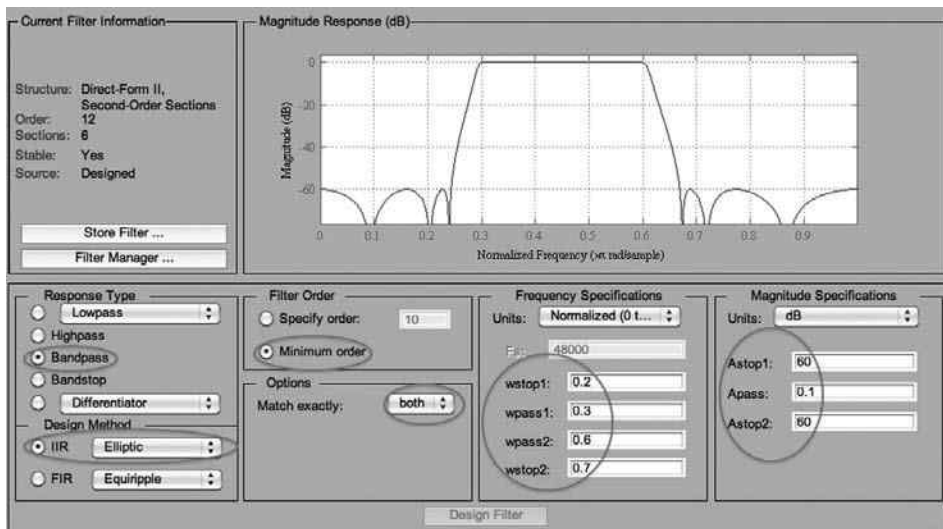 Current Filter Information
Structure: Direct-Form II,
Second-Order Sections
Order: 12
Sections: 6
Stable: Yes
Source: Designed
Store Filter ...
Filter Manager ...
Magnitude Response (dB)
Magnitude (dB)
0
-20
-40
-60
0 0.1 0.2 0.3 0.4 0.5 0.6 0.7 0.8 0.9
Normalized Frequency (×π rad/sample)
Response Type
Lowpass
Highpass
Bandpass
Bandstop
Differentiator
Design Method
IIR Elliptic
FIR Equiripple
Filter Order
Specify order: 10
Minimum order
Options
Match exactly: both
Frequency Specifications
Units: Normalized (0 t...
Fs: 48000
wstop1: 0.2
wpass1: 0.3
wpass2: 0.6
wstop2: 0.7
Magnitude Specifications
Units: dB
Astop1: 60
Apass: 0.1
Astop2: 60
Design Filter